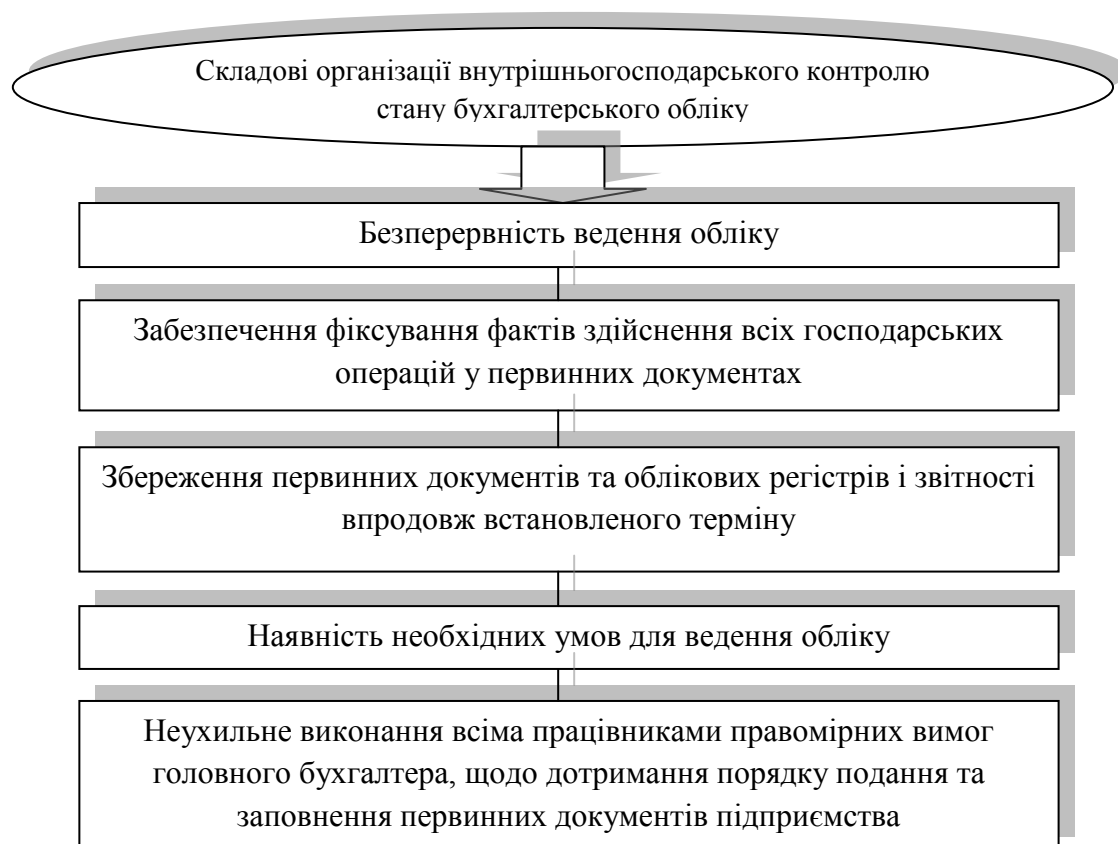 Складові організації внутрішньогосподарського контролю
стану бухгалтерського обліку
Безперервність ведення обліку
Забезпечення фіксування фактів здійснення всіх господарських
операцій у первинних документах
Збереження первинних документів та облікових регістрів і звітності
впродовж встановленого терміну
Наявність необхідних умов для ведення обліку
Неухильне виконання всіма працівниками правомірних вимог
головного бухгалтера, щодо дотримання порядку подання та
заповнення первинних документів підприємства